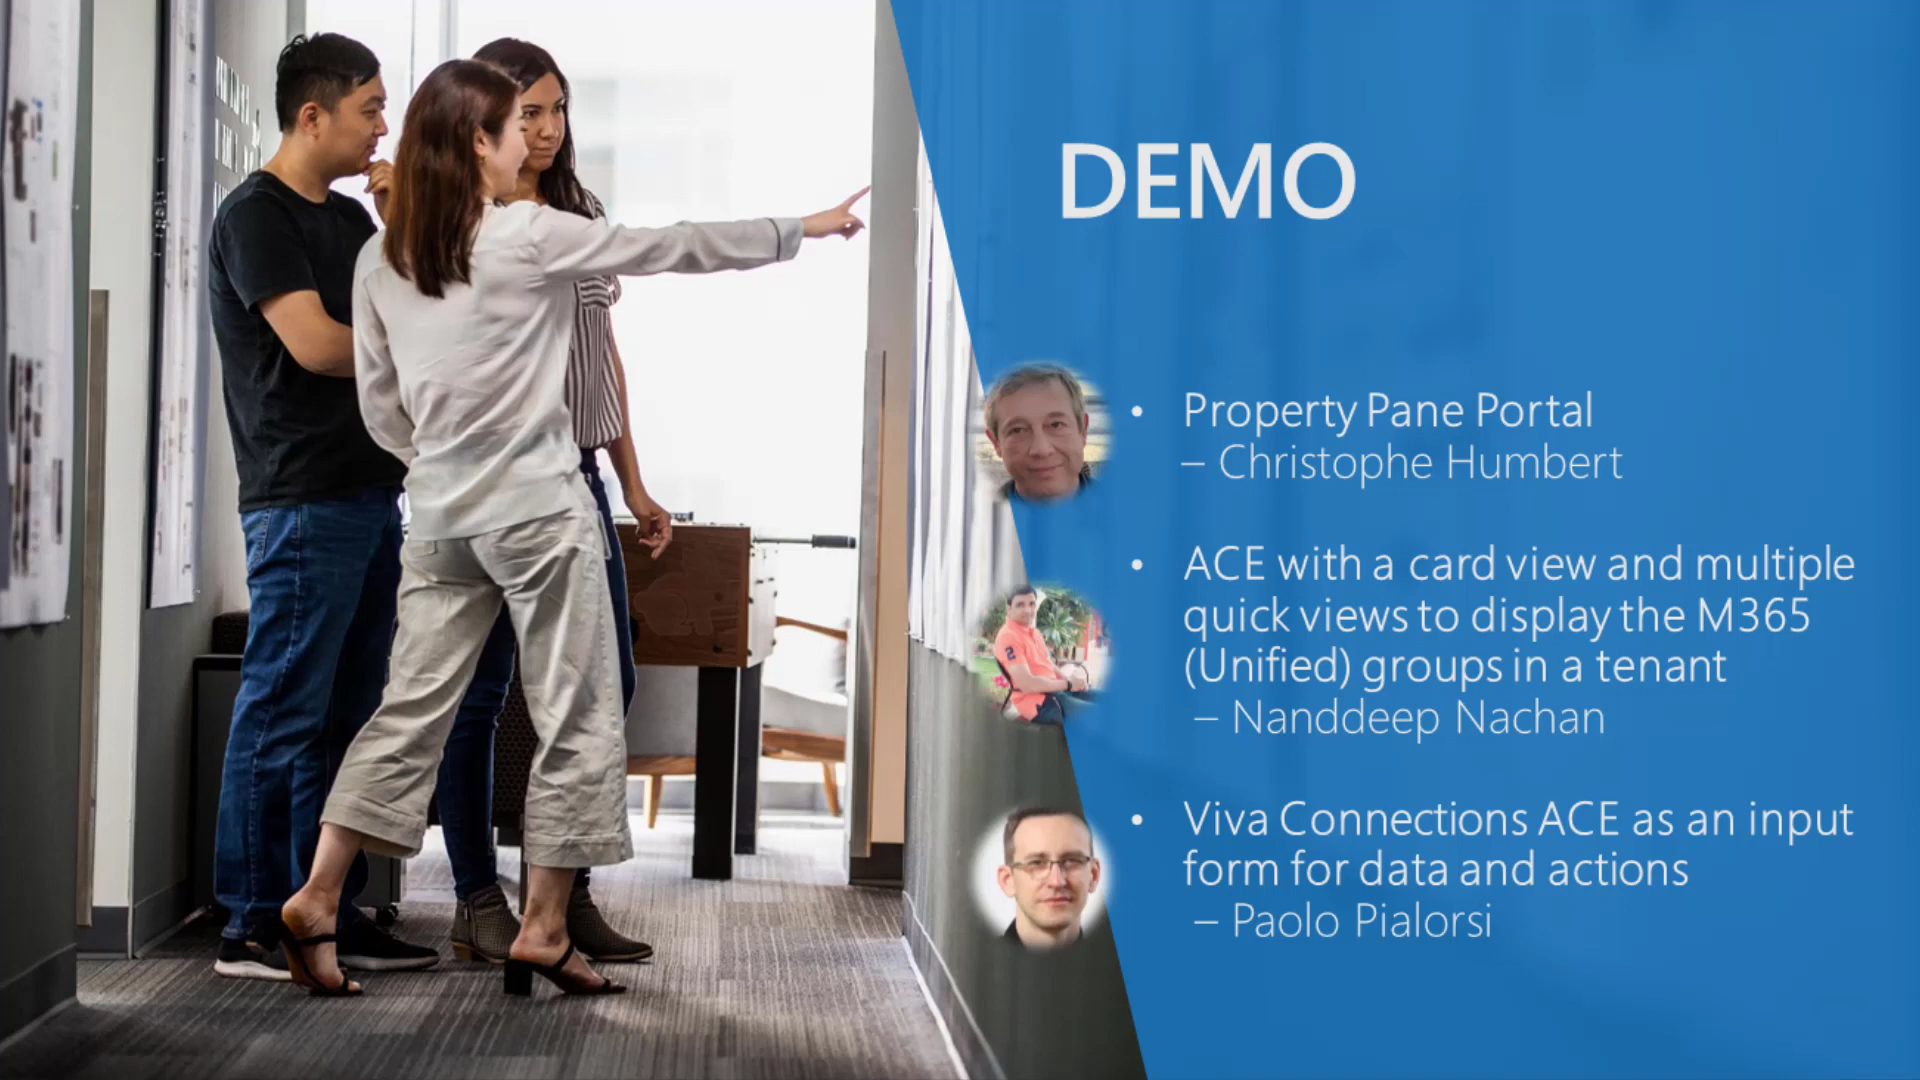 DEMO
• Property Pane Portal
– Christophe Humbert
• ACE with a card view and multiple
quick views to display the M365
(Unified) groups in a tenant
– Nanddeep Nachan
• Viva Connections ACE as an input
form for data and actions
– Paolo Pialorsi